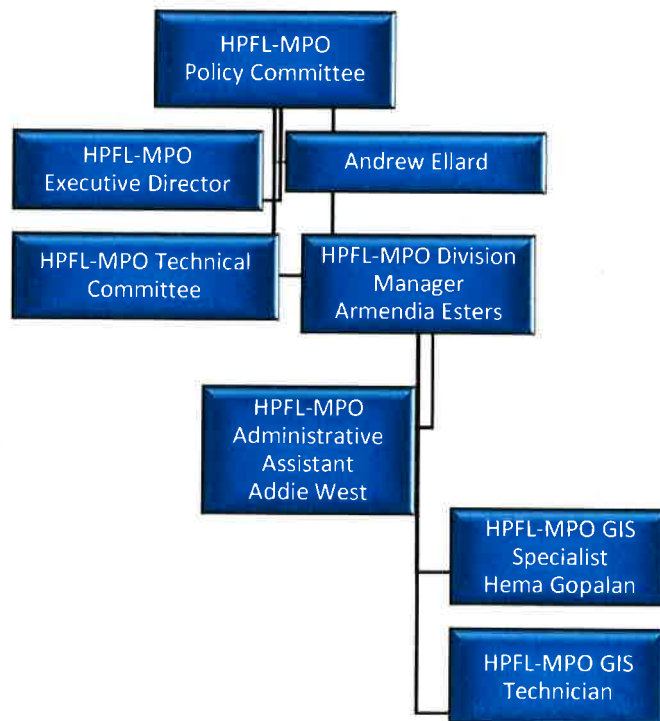 HPFL-MPO
Policy Committee
HPFL-MPO
Executive Director
Andrew Ellard
HPFL-MPO Technical
Committee
HPFL-MPO Division
Manager
Armendia Esters
HPFL-MPO
Administrative
Assistant
Addie West
HPFL-MPO GIS
Specialist
Hema Gopalan
HPFL-MPO GIS
Technician